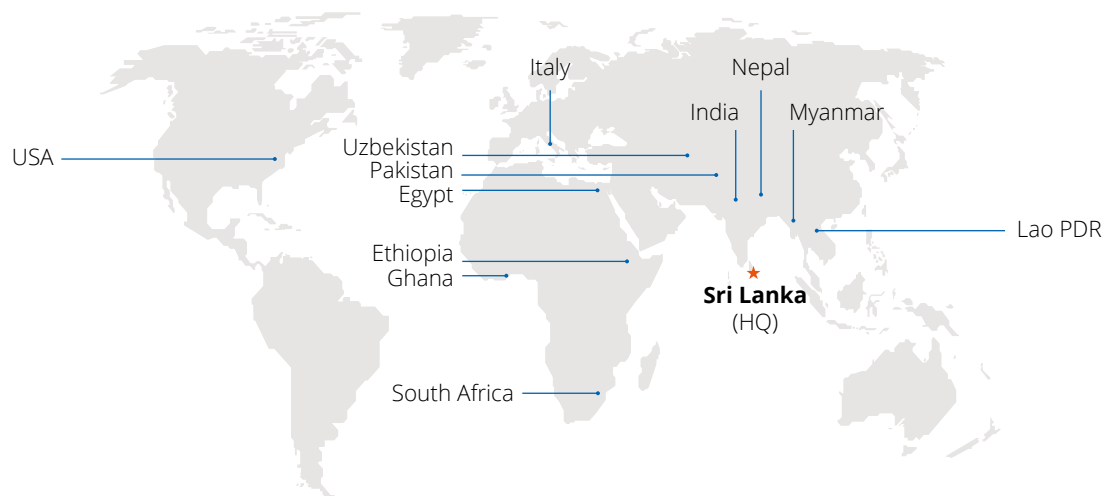 Italy
Nepal
India
Myanmar
USA
Uzbekistan
Pakistan
Egypt
Lao PDR
Ethiopia
Ghana
Sri Lanka
(HQ)
South Africa